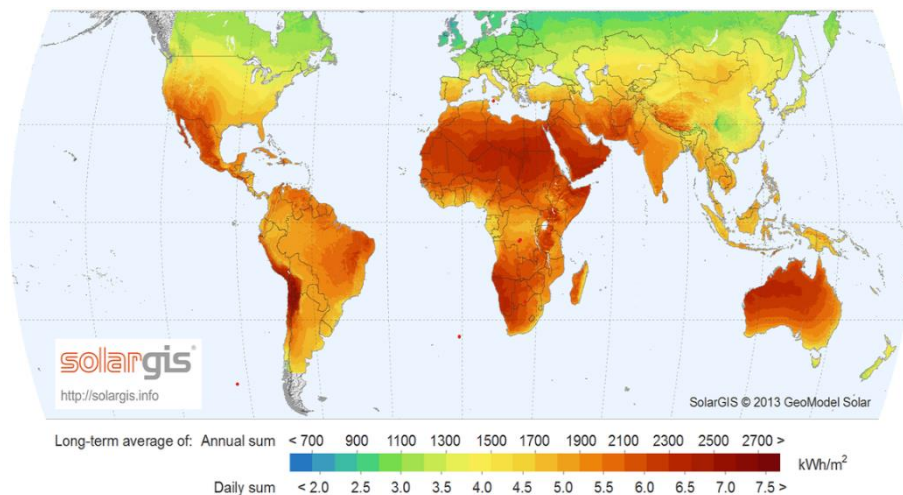 solargis
http://solargis.info
SolarGIS © 2013 GeoModel Solar
Long-term average of: Annual sum < 700 900 1100 1300 1500 1700 1900 2100 2300 2500 2700 >
kWh/m²
Daily sum < 2.0 2.5 3.0 3.5 4.0 4.5 5.0 5.5 6.0 6.5 7.0 7.5 >